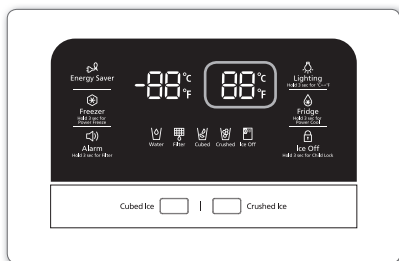 Energy Saver
-88°C °F
88°C °F
Lighting
Hold 3 sec for °C↔°F
Freezer
Hold 3 sec for
Power Freeze
Fridge
Hold 3 sec for
Power Cool
Alarm
Hold 3 sec for Filter
Water Filter Cubed Crushed Ice Off
Ice Off
Hold 3 sec for Child Lock
Cubed Ice | Crushed Ice